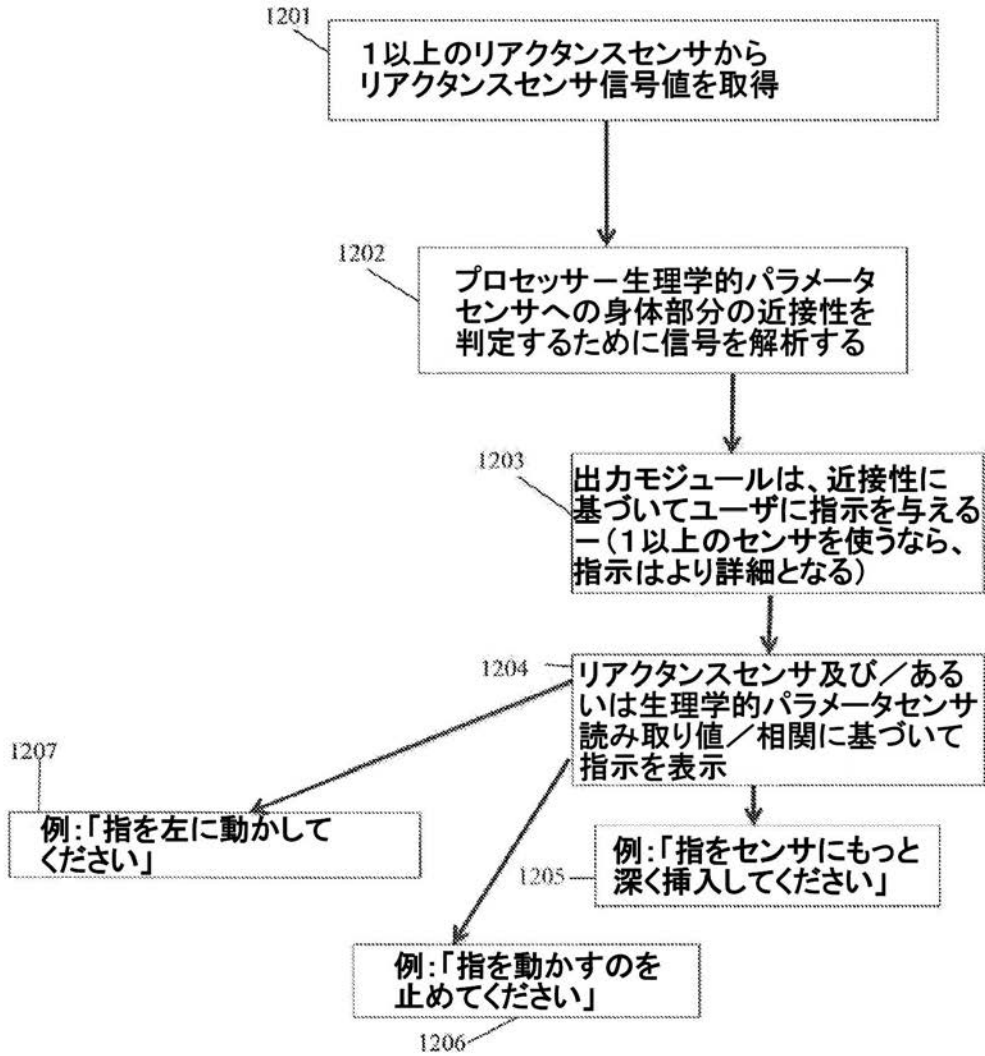 1201
1以上のリアクタンスセンサから
リアクタンスセンサ信号値を取得
1202
プロセッサー生理学的パラメータ
センサへの身体部分の近接性を
判定するために信号を解析する
1203
出力モジュールは、近接性に
基づいてユーザに指示を与える
ー(1以上のセンサを使うなら、
指示はより詳細となる)
1204
リアクタンスセンサ及び/ある
いは生理学的パラメータセンサ
読み取り値/相関に基づいて
指示を表示
1207
例:「指を左に動かして
ください」
1205
例:「指をセンサにもっと
深く挿入してください」
例:「指を動かすのを
止めてください」
1206